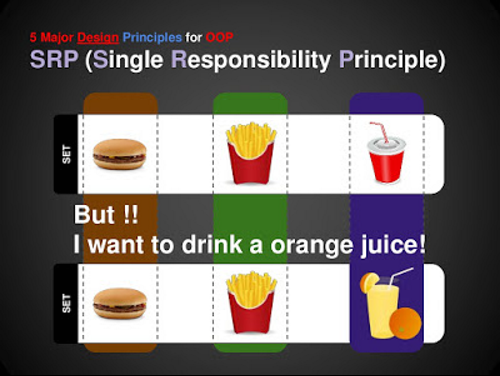 5 Major Design Principles for OOP
SRP (Single Responsibility Principle)
SET
But !!
I want to drink a orange juice!
SET